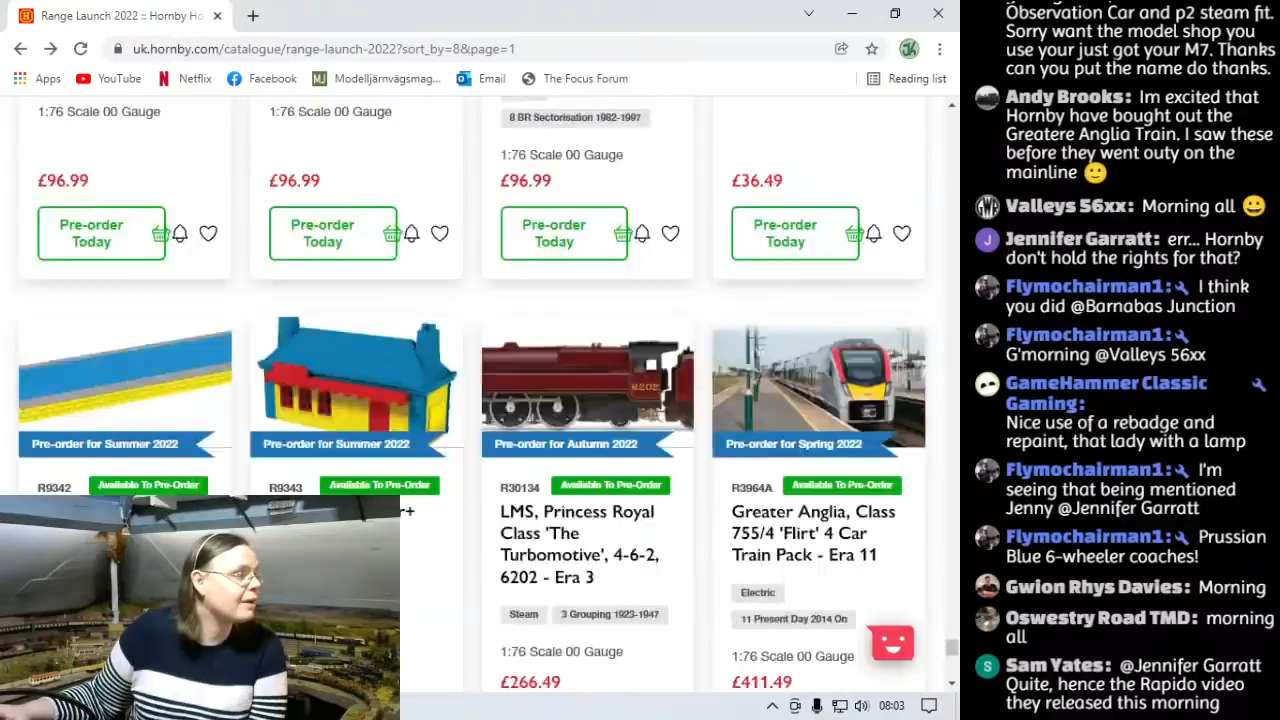 Range Launch 2022 :: Hornby Ho
uk.hornby.com/catalogue/range-launch-2022?sort_by=8&page=1
Apps YouTube Netflix Facebook Modelljärnvägsmag... Email The Focus Forum Reading list
8 BR Sectorisation 1982-1997
1:76 Scale 00 Gauge 1:76 Scale 00 Gauge
1:76 Scale 00 Gauge
£96.99 £96.99 £96.99 £36.49
Pre-order Today
Pre-order Today
Pre-order Today
Pre-order Today
Pre-order for Summer 2022
R9342 Available To Pre-Order
Pre-order for Summer 2022
R9343 Available To Pre-Order
r+
6202
Pre-order for Autumn 2022
R30134 Available To Pre-Order
LMS, Princess Royal
Class 'The
Turbomotive', 4-6-2,
6202 - Era 3
Steam 3 Grouping 1923-1947
1:76 Scale 00 Gauge
£266.49
Pre-order for Spring 2022
R3964A Available To Pre-Order
Greater Anglia, Class
755/4 'Flirt' 4 Car
Train Pack - Era 11
Electric
11 Present Day 2014 On
1:76 Scale 00 Gauge
£411.49
08:03
Observation Car and p2 steam fit.
Sorry want the model shop you
use your just got your M7. Thanks
can you put the name do thanks.
Andy Brooks: Im excited that
Hornby have bought out the
Greatere Anglia Train. I saw these
before they went outy on the
mainline 🙂
Valleys 56xx: Morning all 😀
Jennifer Garratt: err... Hornby
don't hold the rights for that?
Flymochairman1: I think
you did @Barnabas Junction
Flymochairman1:
G'morning @Valleys 56xx
GameHammer Classic
Gaming:
Nice use of a rebadge and
repaint, that lady with a lamp
Flymochairman1: I'm
seeing that being mentioned
Jenny @Jennifer Garratt
Flymochairman1: Prussian
Blue 6-wheeler coaches!
Gwion Rhys Davies: Morning
Oswestry Road TMD: morning
all
Sam Yates: @Jennifer Garratt
Quite, hence the Rapido video
they released this morning